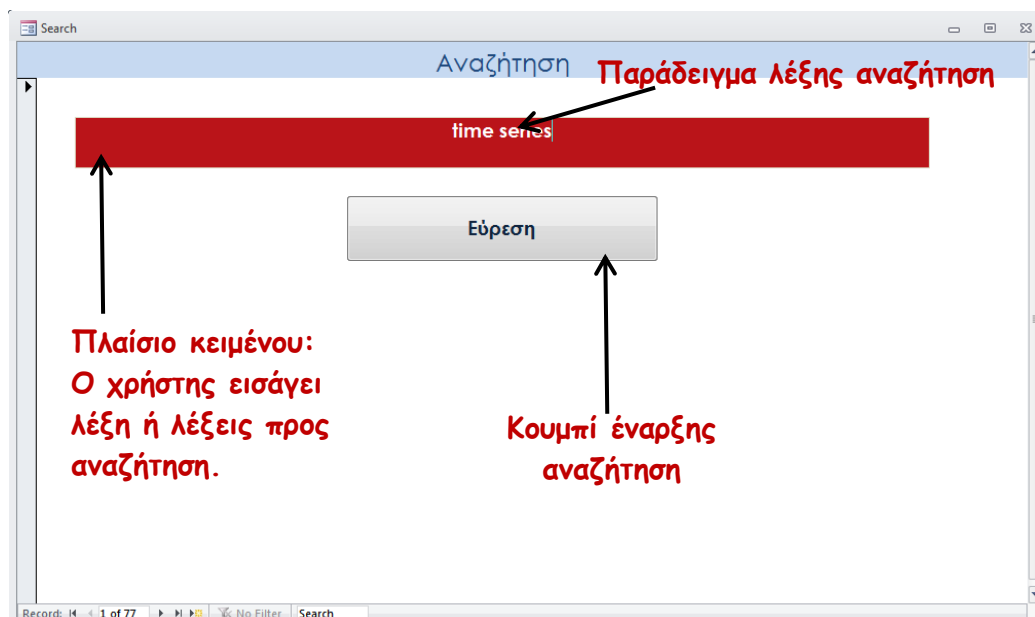 Search
Αναζήτηση
Παράδειγμα λέξης αναζήτηση
time series
Εύρεση
Πλαίσιο κειμένου:
Ο χρήστης εισάγει
λέξη ή λέξεις προς
αναζήτηση.
Κουμπί έναρξης
αναζήτηση
Record: 1 of 77 No Filter Search